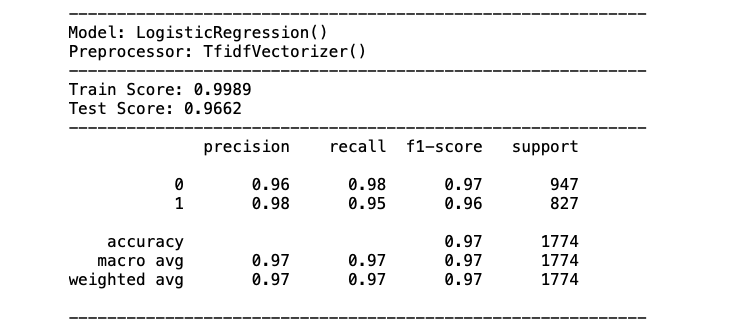 ------------------------------------------------------------
Model: LogisticRegression()
Preprocessor: TfidfVectorizer()
------------------------------------------------------------
Train Score: 0.9989
Test Score: 0.9662
------------------------------------------------------------
              precision    recall  f1-score   support

           0       0.96      0.98      0.97       947
           1       0.98      0.95      0.96       827

    accuracy                           0.97      1774
   macro avg       0.97      0.97      0.97      1774
weighted avg       0.97      0.97      0.97      1774

------------------------------------------------------------